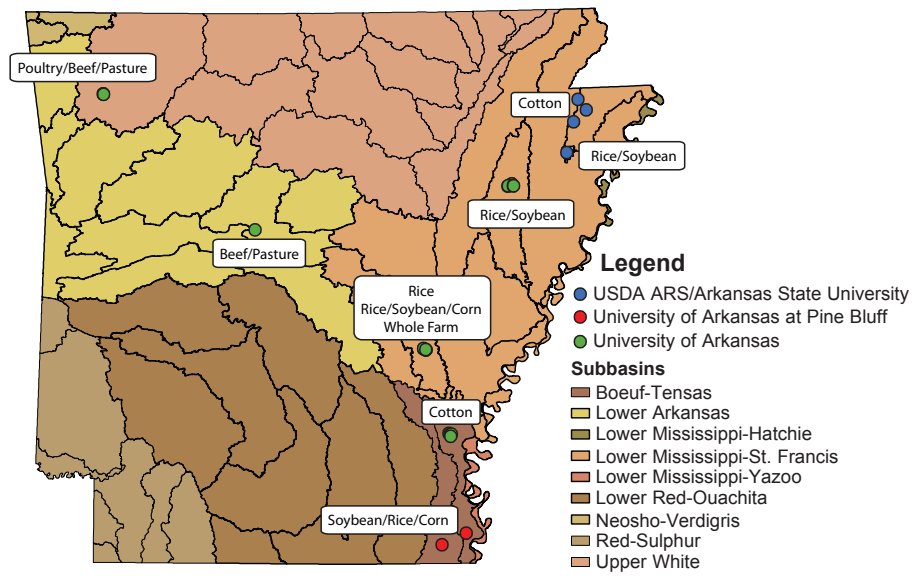 Poultry/Beef/Pasture
Cotton
Rice/Soybean
Rice/Soybean
Beef/Pasture
Rice
Rice/Soybean/Corn
Whole Farm
Cotton
Soybean/Rice/Corn
Legend
USDA ARS/Arkansas State University
University of Arkansas at Pine Bluff
University of Arkansas
Subbasins
Boeuf-Tensas
Lower Arkansas
Lower Mississippi-Hatchie
Lower Mississippi-St. Francis
Lower Mississippi-Yazoo
Lower Red-Ouachita
Neosho-Verdigris
Red-Sulphur
Upper White